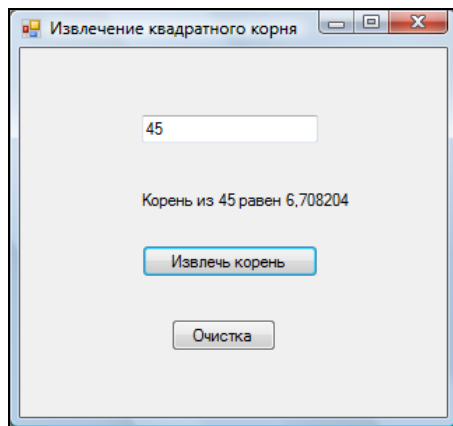 Извлечение квадратного корня
45
Корень из 45 равен 6,708204
Извлечь корень
Очистка